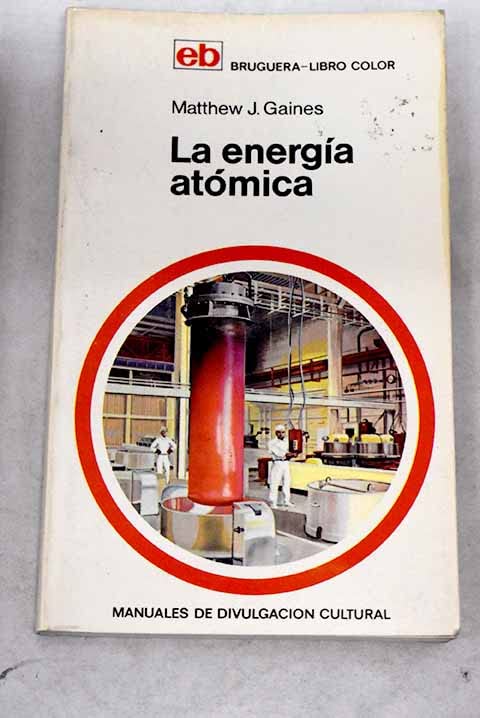 eb
BRUGUERA-LIBRO COLOR
Matthew J. Gaines
La energía
atómica
MANUALES DE DIVULGACION CULTURAL